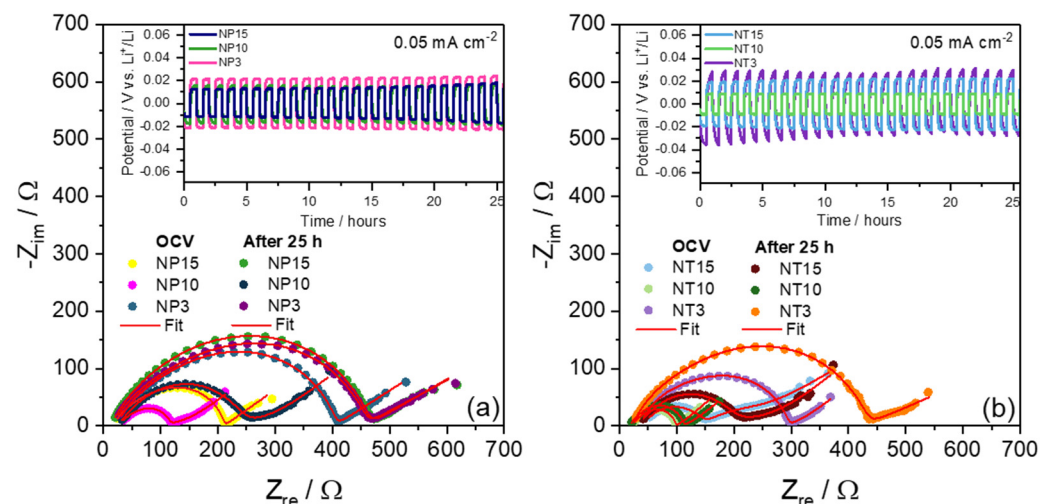 700
600
500
400
300
200
100
0
-Z_im / Ω
0.06
0.04
0.02
0.00
-0.02
-0.04
-0.06
Potential / V vs. Li⁺/Li
NP15
NP10
NP3
0.05 mA cm⁻²
0 5 10 15 20 25
Time / hours
OCV After 25 h
NP15 NP15
NP10 NP10
NP3 NP3
Fit Fit
(a)
0 100 200 300 400 500 600 700
Z_re / Ω
700
600
500
400
300
200
100
0
-Z_im / Ω
0.06
0.04
0.02
0.00
-0.02
-0.04
-0.06
Potential / V vs. Li⁺/Li
NT15
NT10
NT3
0.05 mA cm⁻²
0 5 10 15 20 25
Time / hours
OCV After 25 h
NT15 NT15
NT10 NT10
NT3 NT3
Fit Fit
(b)
0 100 200 300 400 500 600 700
Z_re / Ω